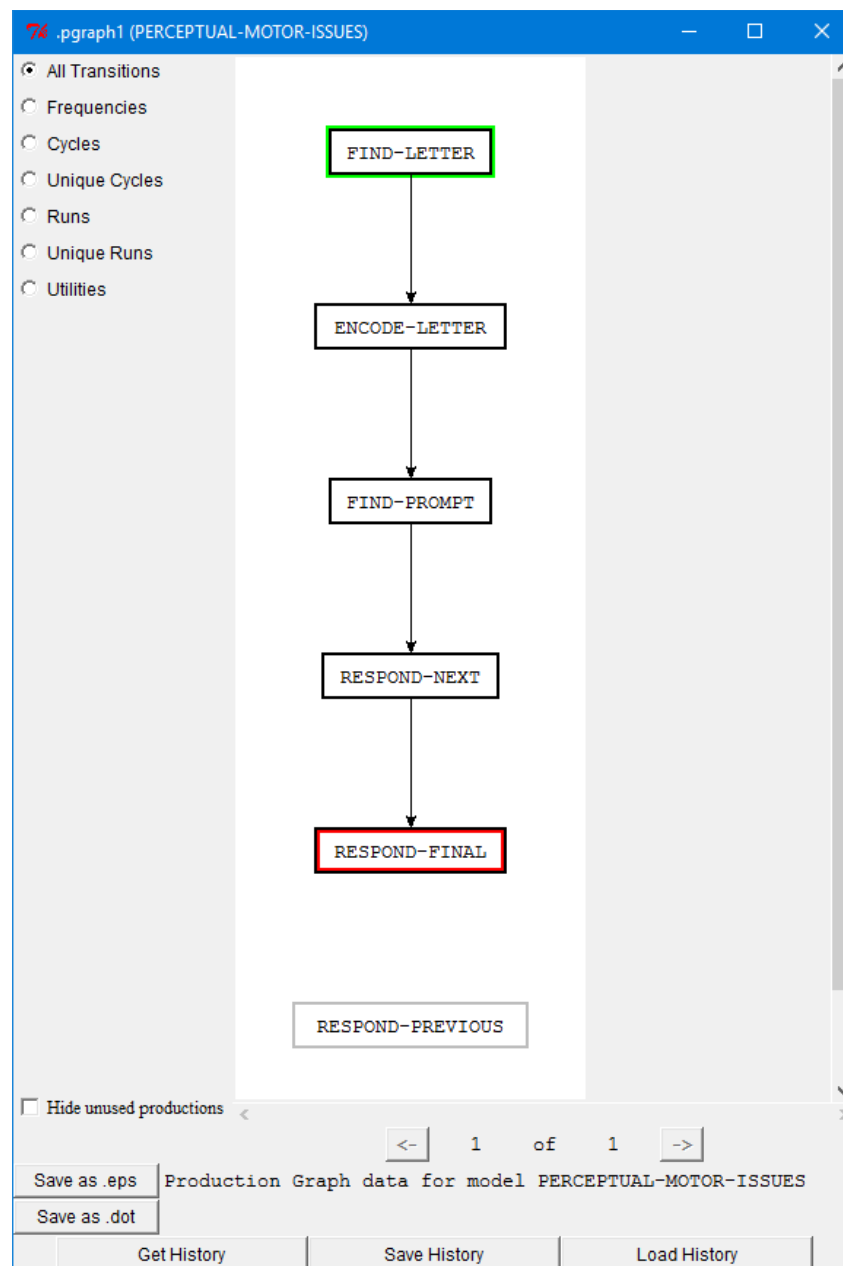 .pgraph1 (PERCEPTUAL-MOTOR-ISSUES)
All Transitions
Frequencies
Cycles
Unique Cycles
Runs
Unique Runs
Utilities
FIND-LETTER
ENCODE-LETTER
FIND-PROMPT
RESPOND-NEXT
RESPOND-FINAL
RESPOND-PREVIOUS
Hide unused productions
<- 1 of 1 ->
Save as .eps Production Graph data for model PERCEPTUAL-MOTOR-ISSUES
Save as .dot
Get History Save History Load History